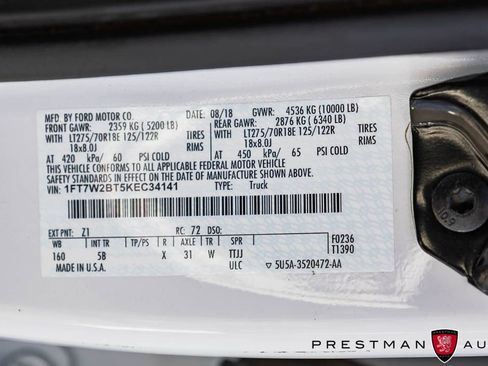 MFD. BY FORD MOTOR CO. DATE: 08/18 GVWR: 4536 KG (10000 LB)
FRONT GAWR: 2359 KG (5200 LB) REAR GAWR: 2876 KG (6340 LB)
WITH LT275/70R18E 125/122R TIRES WITH LT275/70R18E 125/122R TIRES
18x8.0J RIMS 18x8.0J RIMS
AT 420 kPa/ 60 PSI COLD AT 450 kPa/ 65 PSI COLD
THIS VEHICLE CONFORMS TO ALL APPLICABLE FEDERAL MOTOR VEHICLE
SAFETY STANDARDS IN EFFECT ON THE DATE OF MANUFACTURE SHOWN ABOVE.
VIN: 1FT7W2BT5KEC34141 TYPE: Truck
EXT PNT: Z1 RC: 72 DSO: F0236
WB INT TR TP/PS R AXLE TR SPR T1390
160 5B X 31 W TTJJ
MADE IN U.S.A. ULC ▽ 5U5A-3520472-AA
PRESTMAN AU